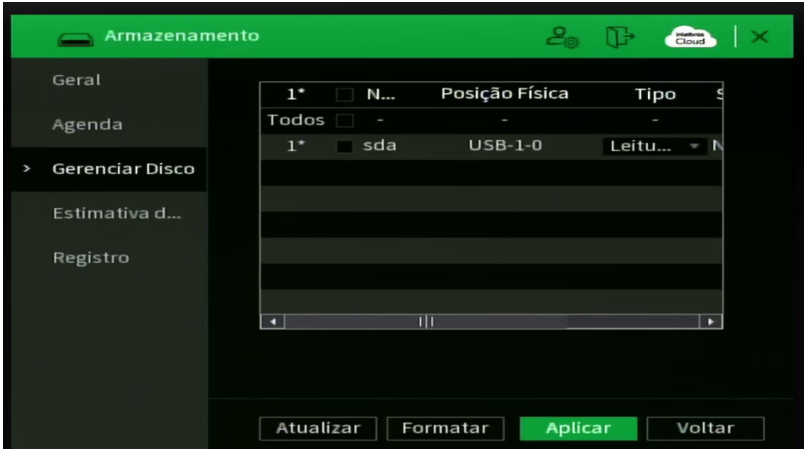 Armazenamento
intelbras
Cloud
Geral
Agenda
Gerenciar Disco
Estimativa d...
Registro
1* N... Posição Física Tipo S
Todos - - -
1* sda USB-1-0 Leitu... N
Atualizar Formatar Aplicar Voltar